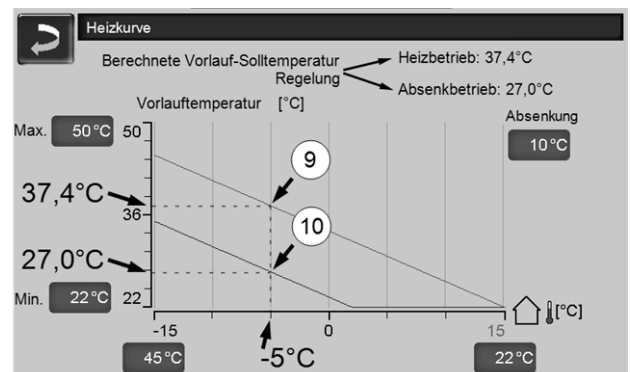 Heizkurve
Berechnete Vorlauf-Solltemperatur
Regelung
Heizbetrieb: 37,4°C
Absenkbetrieb: 27,0°C
Vorlauftemperatur [°C]
Absenkung
Max. 50°C 50
10°C
9
37,4°C
36
10
27,0°C
Min. 22°C 22
[°C]
-15 0 15
45°C -5°C 22°C